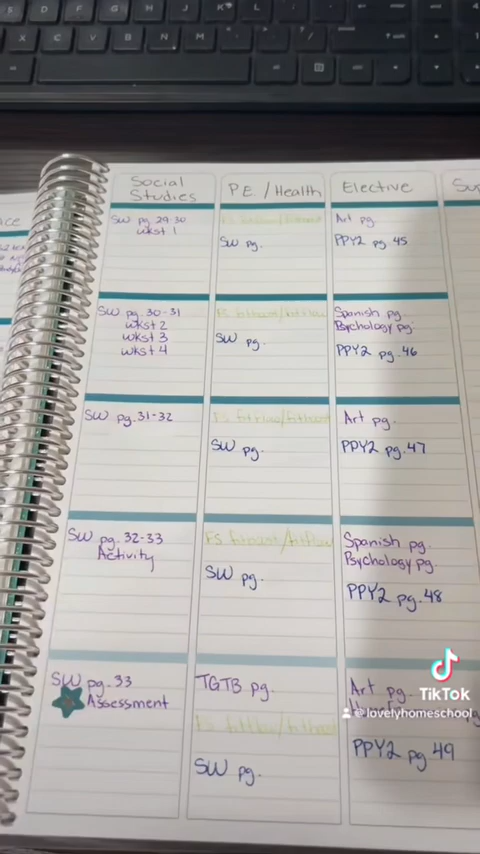 Social Studies
PE / Health
Elective
SW pg. 29-30
wkst 1
SW pg.
Art pg.
PPY2 pg. 45
SW pg. 30-31
wkst 2
wkst 3
wkst 4
SW pg.
Spanish pg.
Psychology pg.
PPY2 pg. 46
SW pg. 31-32
SW pg.
Art pg.
PPY2 pg. 47
SW pg. 32-33
Activity
SW pg.
Spanish pg.
Psychology pg.
PPY2 pg. 48
SW pg. 33
Assessment
TGTB pg.
SW pg.
Art pg.
PPY2 pg 49
TikTok
@lovelyhomeschool